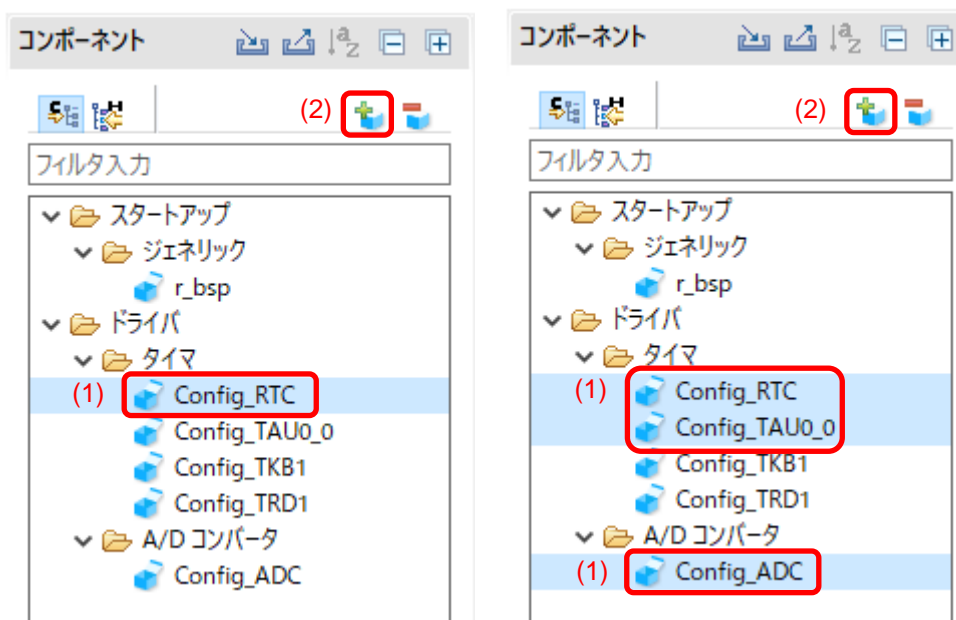 コンポーネント
(2)
フィルタ入力
スタートアップ
ジェネリック
r_bsp
ドライバ
タイマ
(1) Config_RTC
Config_TAU0_0
Config_TKB1
Config_TRD1
A/D コンバータ
Config_ADC
コンポーネント
(2)
フィルタ入力
スタートアップ
ジェネリック
r_bsp
ドライバ
タイマ
(1) Config_RTC
Config_TAU0_0
Config_TKB1
Config_TRD1
A/D コンバータ
(1) Config_ADC